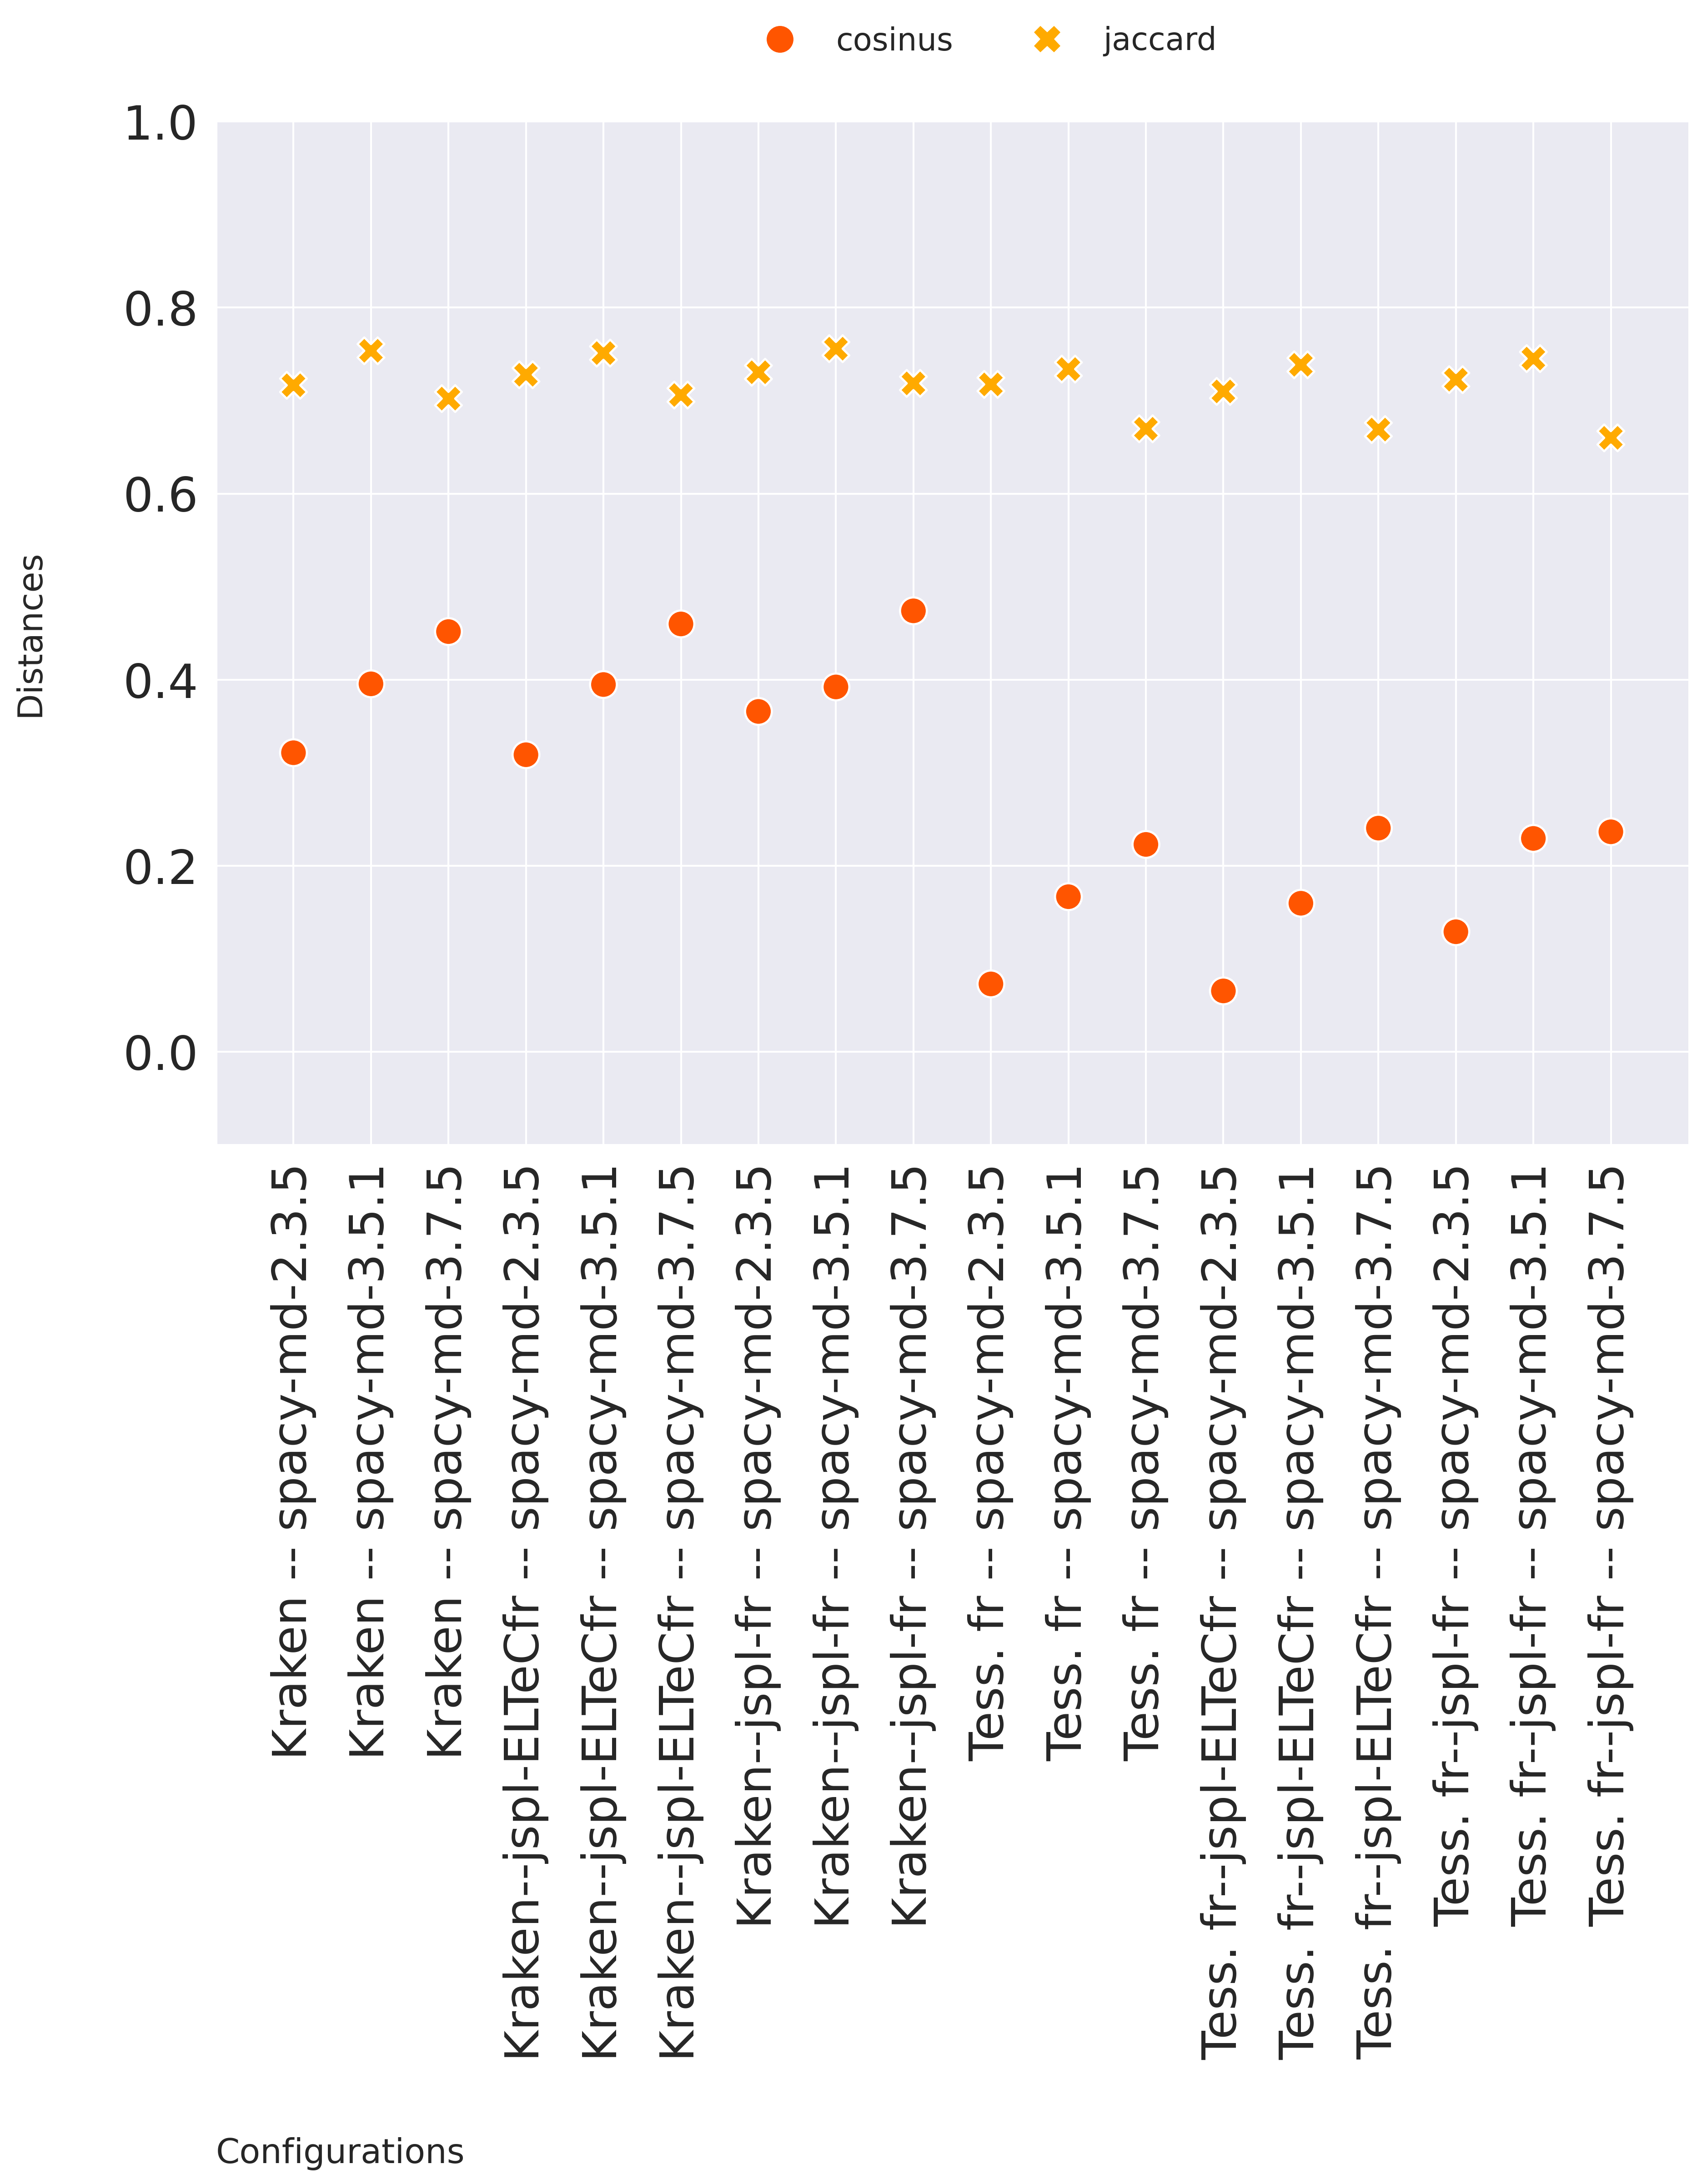 cosinus
jaccard
1.0
0.8
0.6
0.4
0.2
0.0
Distances
Kraken -- spacy-md-2.3.5
Kraken -- spacy-md-3.5.1
Kraken -- spacy-md-3.7.5
Kraken--jspl-ELTeCfr -- spacy-md-2.3.5
Kraken--jspl-ELTeCfr -- spacy-md-3.5.1
Kraken--jspl-ELTeCfr -- spacy-md-3.7.5
Kraken--jspl-fr -- spacy-md-2.3.5
Kraken--jspl-fr -- spacy-md-3.5.1
Kraken--jspl-fr -- spacy-md-3.7.5
Tess. fr -- spacy-md-2.3.5
Tess. fr -- spacy-md-3.5.1
Tess. fr -- spacy-md-3.7.5
Tess. fr--jspl-ELTeCfr -- spacy-md-2.3.5
Tess. fr--jspl-ELTeCfr -- spacy-md-3.5.1
Tess. fr--jspl-ELTeCfr -- spacy-md-3.7.5
Tess. fr--jspl-fr -- spacy-md-2.3.5
Tess. fr--jspl-fr -- spacy-md-3.5.1
Tess. fr--jspl-fr -- spacy-md-3.7.5
Configurations